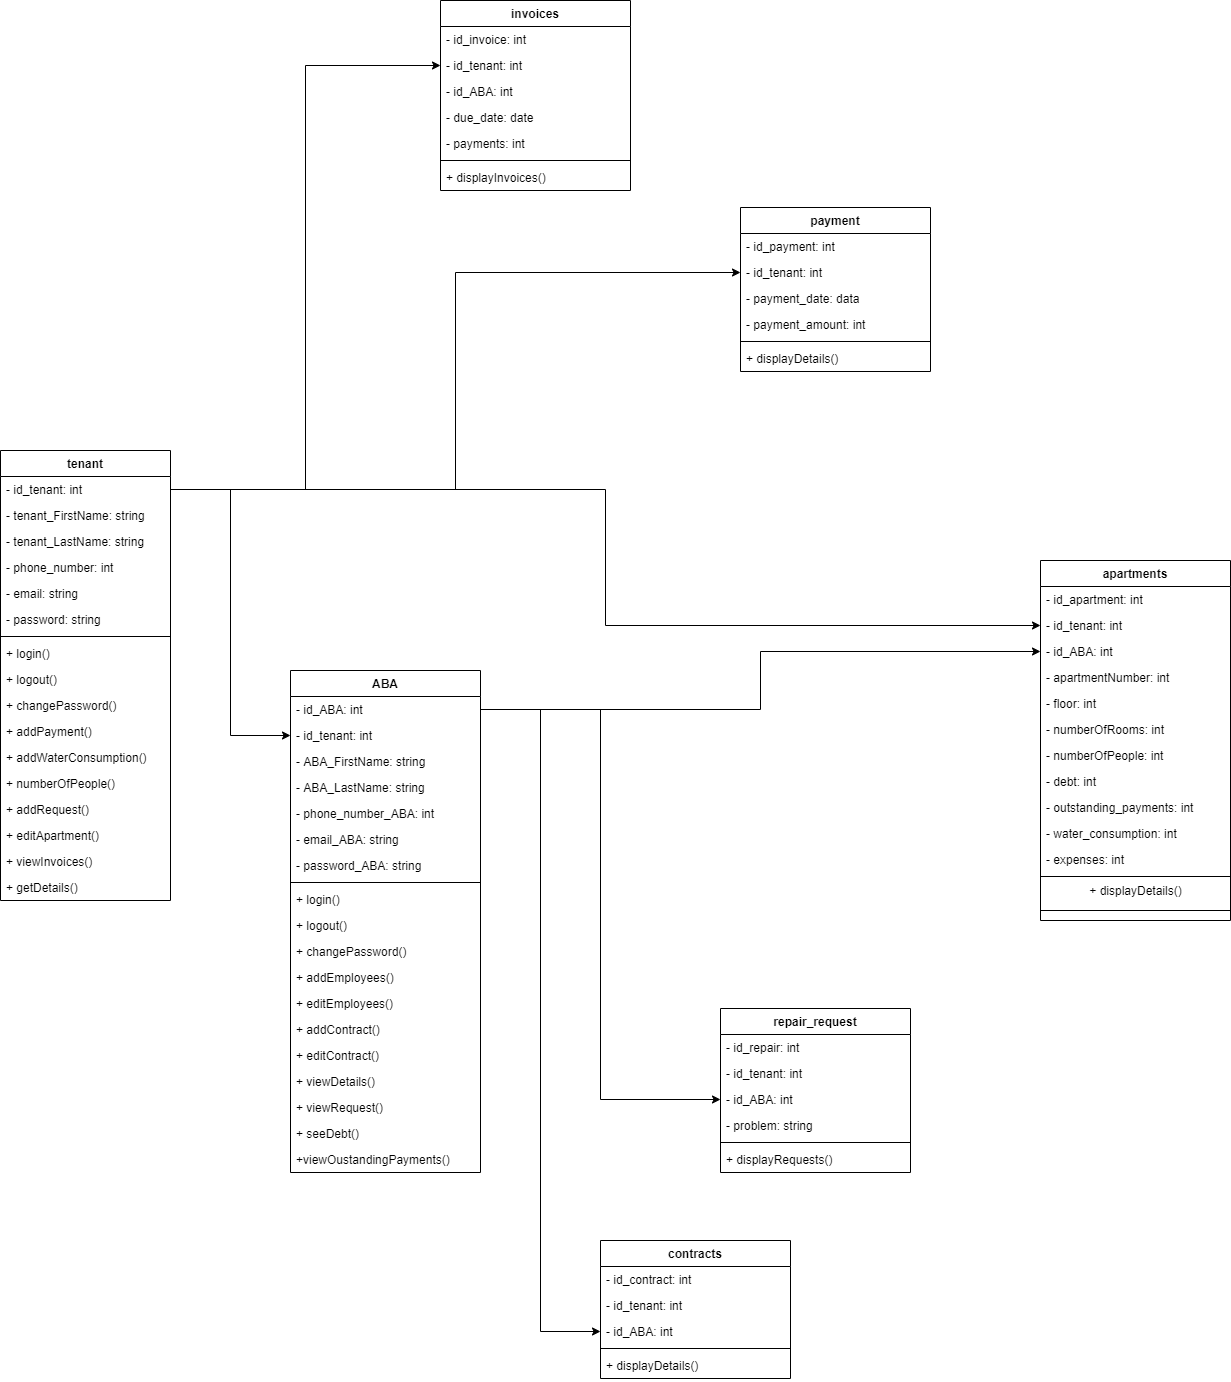 invoices
- id_invoice: int
- id_tenant: int
- id_ABA: int
- due_date: date
- payments: int
+ displayInvoices()
payment
- id_payment: int
- id_tenant: int
- payment_date: data
- payment_amount: int
+ displayDetails()
tenant
- id_tenant: int
- tenant_FirstName: string
- tenant_LastName: string
- phone_number: int
- email: string
- password: string
+ login()
+ logout()
+ changePassword()
+ addPayment()
+ addWaterConsumption()
+ numberOfPeople()
+ addRequest()
+ editApartment()
+ viewInvoices()
+ getDetails()
apartments
- id_apartment: int
- id_tenant: int
- id_ABA: int
- apartmentNumber: int
- floor: int
- numberOfRooms: int
- numberOfPeople: int
- debt: int
- outstanding_payments: int
- water_consumption: int
- expenses: int
+ displayDetails()
ABA
- id_ABA: int
- id_tenant: int
- ABA_FirstName: string
- ABA_LastName: string
- phone_number_ABA: int
- email_ABA: string
- password_ABA: string
+ login()
+ logout()
+ changePassword()
+ addEmployees()
+ editEmployees()
+ addContract()
+ editContract()
+ viewDetails()
+ viewRequest()
+ seeDebt()
+viewOustandingPayments()
repair_request
- id_repair: int
- id_tenant: int
- id_ABA: int
- problem: string
+ displayRequests()
contracts
- id_contract: int
- id_tenant: int
- id_ABA: int
+ displayDetails()